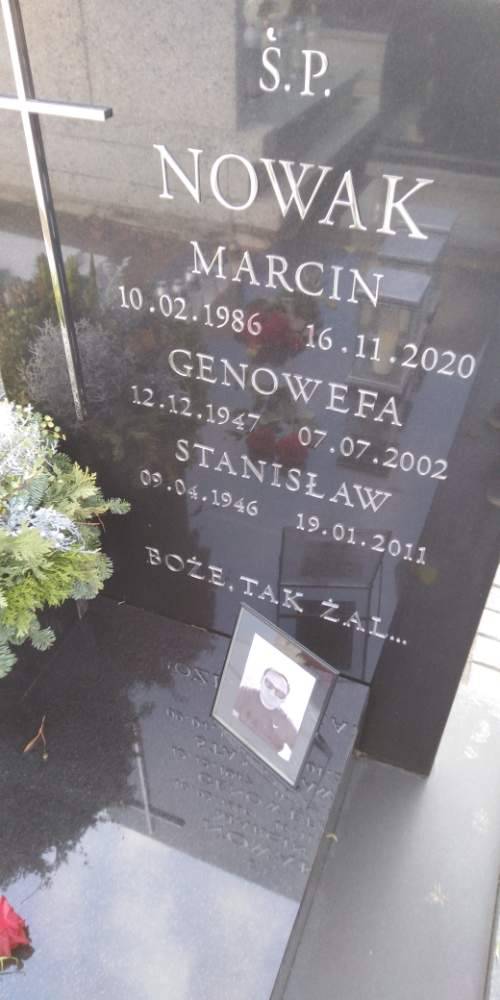 Ś.P.
NOWAK
MARCIN
10.02.1986 16.11.2020
GENOWEFA
12.12.1947 07.07.2002
STANISŁAW
09.04.1946 19.01.2011
BOŻE, TAK ŻAL...